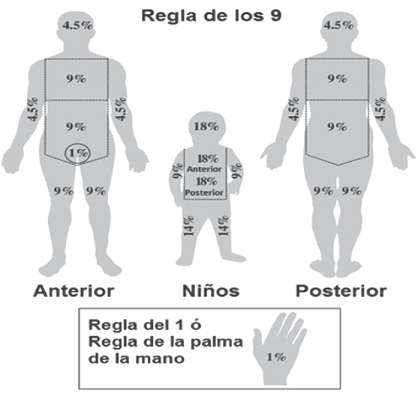 Regla de los 9
4.5%
4.5%
9%
9%
4.5%
4.5%
4.5%
4.5%
9%
9%
1%
18%
18%
Anterior
18%
Posterior
9%
9%
9%
9%
9%
9%
14%
14%
Anterior
Niños
Posterior
Regla del 1 ó
Regla de la palma
de la mano
1%